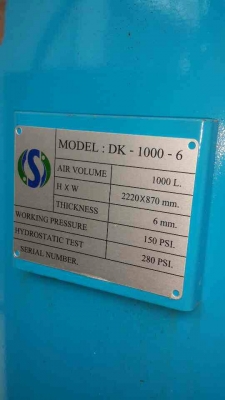 MODEL : DK - 1000 - 6
AIR VOLUME 1000 L.
H X W 2220X870 mm.
THICKNESS 6 mm.
WORKING PRESSURE 150 PSI.
HYDROSTATIC TEST 280 PSI.
SERIAL NUMBER.